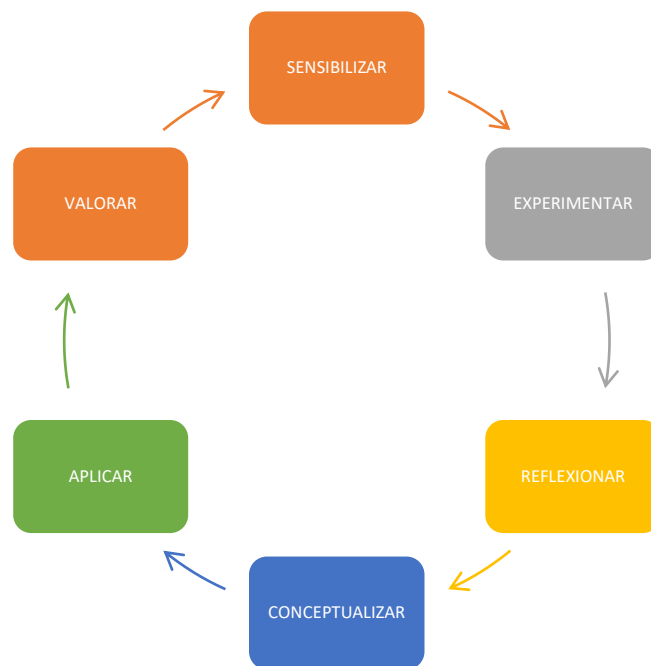 SENSIBILIZAR
EXPERIMENTAR
REFLEXIONAR
CONCEPTUALIZAR
APLICAR
VALORAR